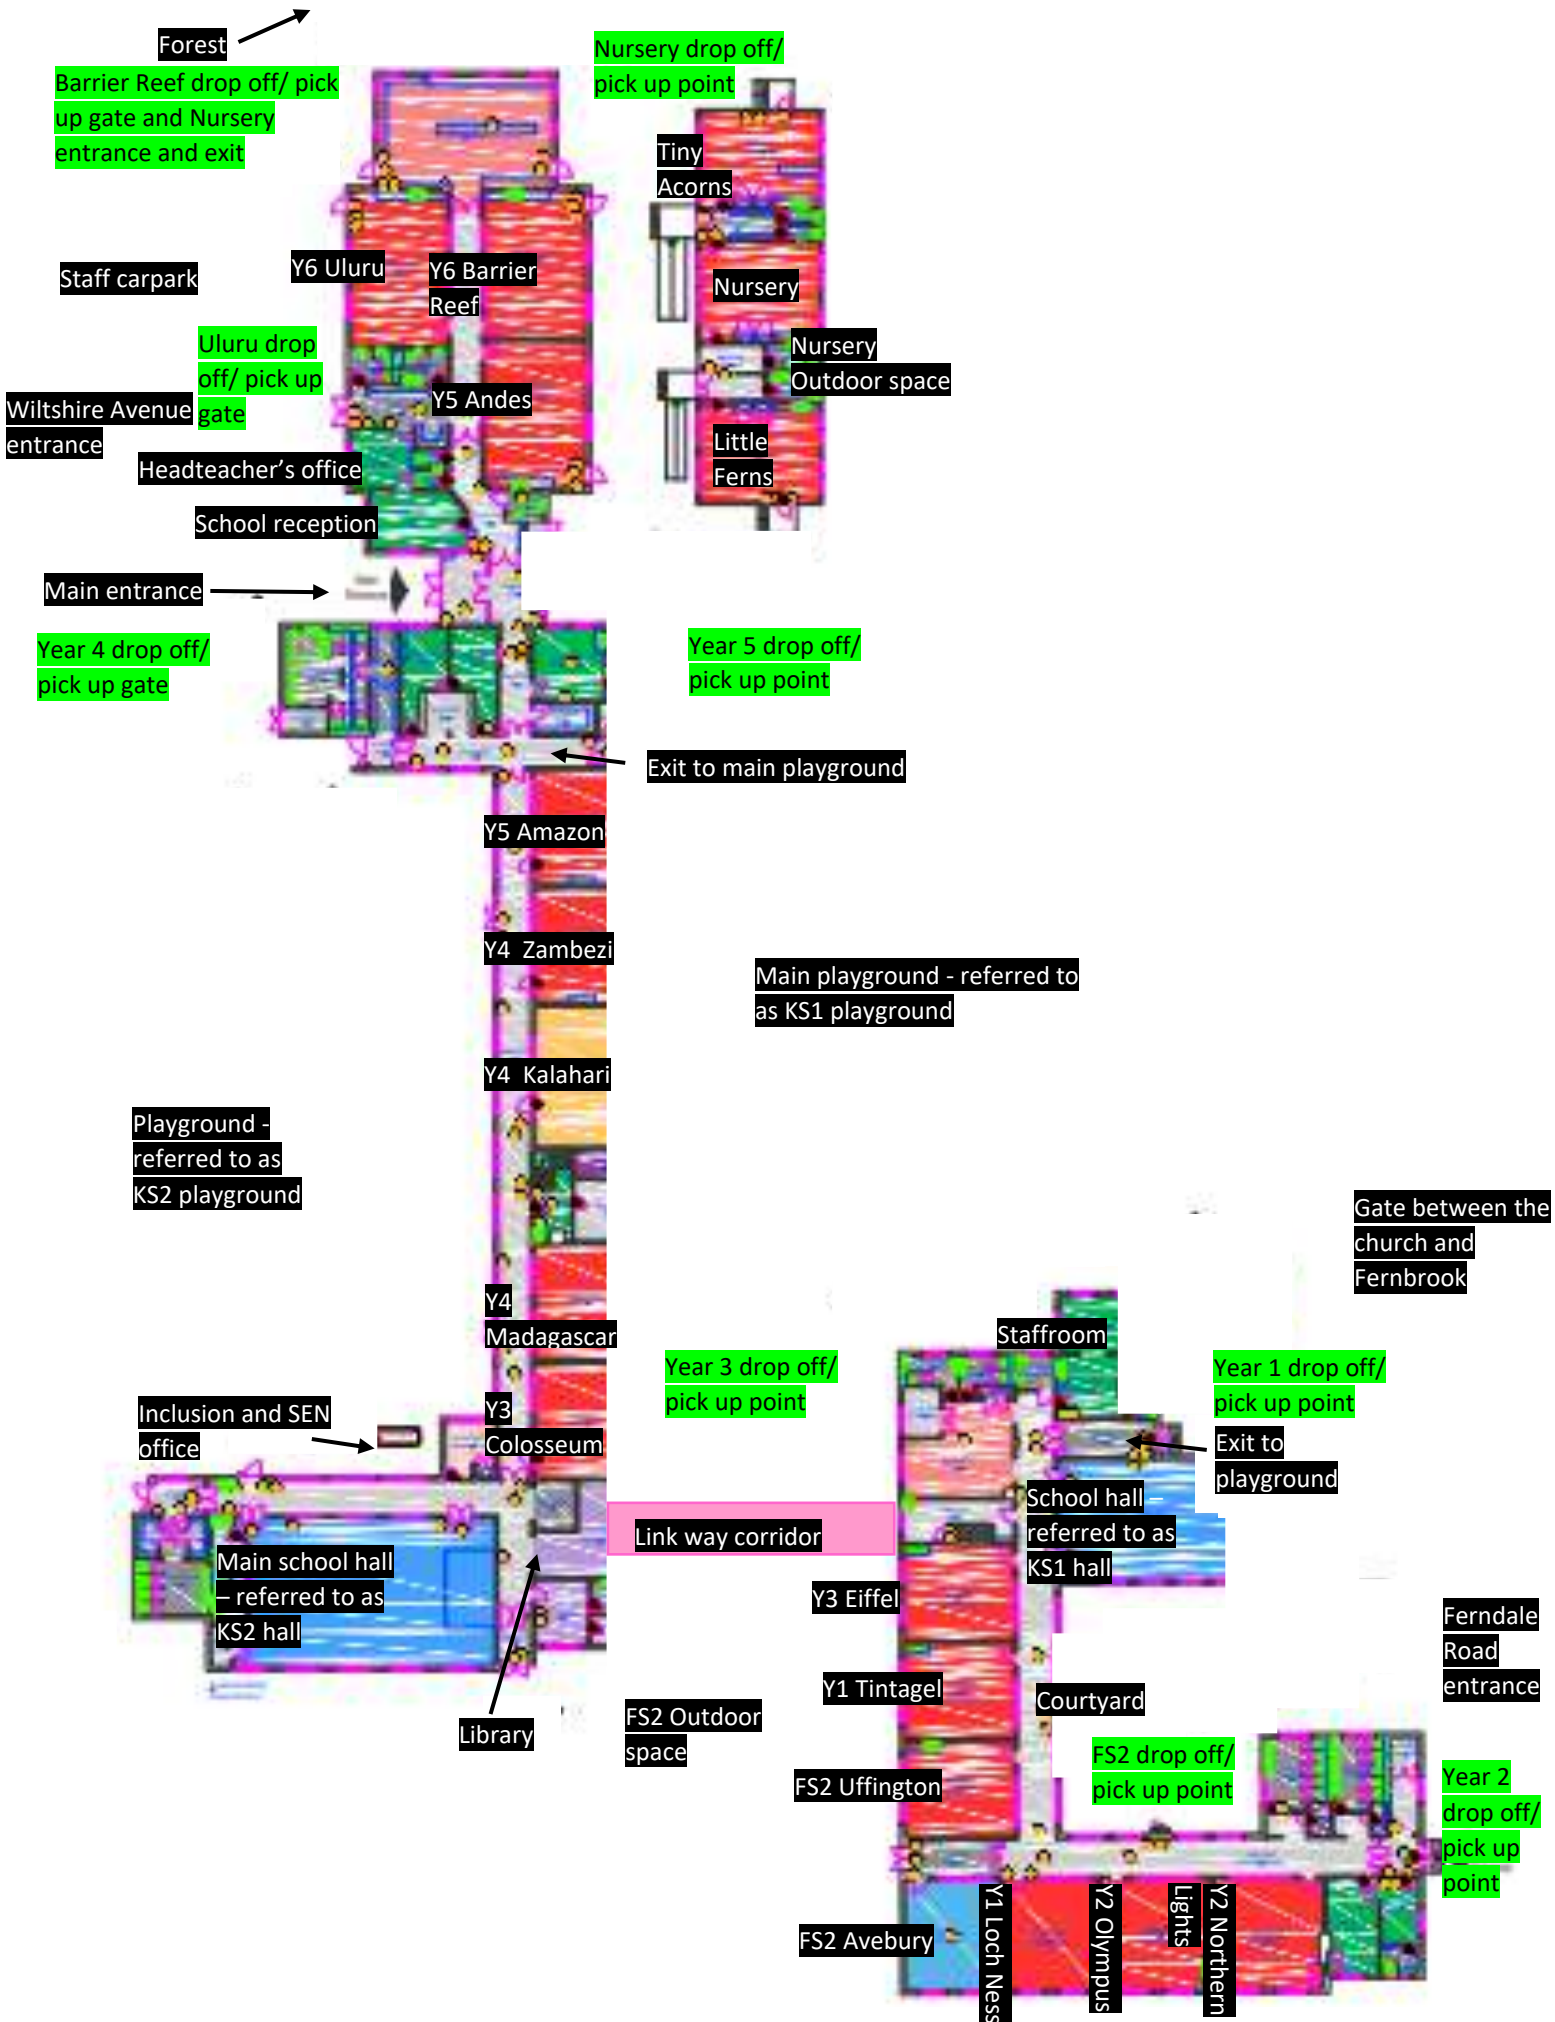 Forest
Barrier Reef drop off/ pick
up gate and Nursery
entrance and exit
Nursery drop off/
pick up point
Tiny
Acorns
Y6 Uluru
Y6 Barrier
Reef
Staff carpark
Nursery
Uluru drop
off/ pick up
gate
Nursery
Outdoor space
Wiltshire Avenue
entrance
Y5 Andes
Little
Ferns
Headteacher’s office
School reception
Main entrance
Year 4 drop off/
pick up gate
Year 5 drop off/
pick up point
Exit to main playground
Y5 Amazon
Y4  Zambezi
Main playground - referred to
as KS1 playground
Y4  Kalahari
Playground -
referred to as
KS2 playground
Gate between the
church and
Fernbrook
Y4
Madagascar
Staffroom
Year 3 drop off/
pick up point
Year 1 drop off/
pick up point
Inclusion and SEN
office
Y3
Colosseum
Exit to
playground
School hall –
referred to as
KS1 hall
Link way corridor
Main school hall
– referred to as
KS2 hall
Y3 Eiffel
Ferndale
Road
entrance
Y1 Tintagel
Courtyard
Library
FS2 Outdoor
space
FS2 drop off/
pick up point
FS2 Uffington
Year 2
drop off/
pick up
point
FS2 Avebury
Y1 Loch Ness
Y2 Olympus
Y2 Northern
Lights